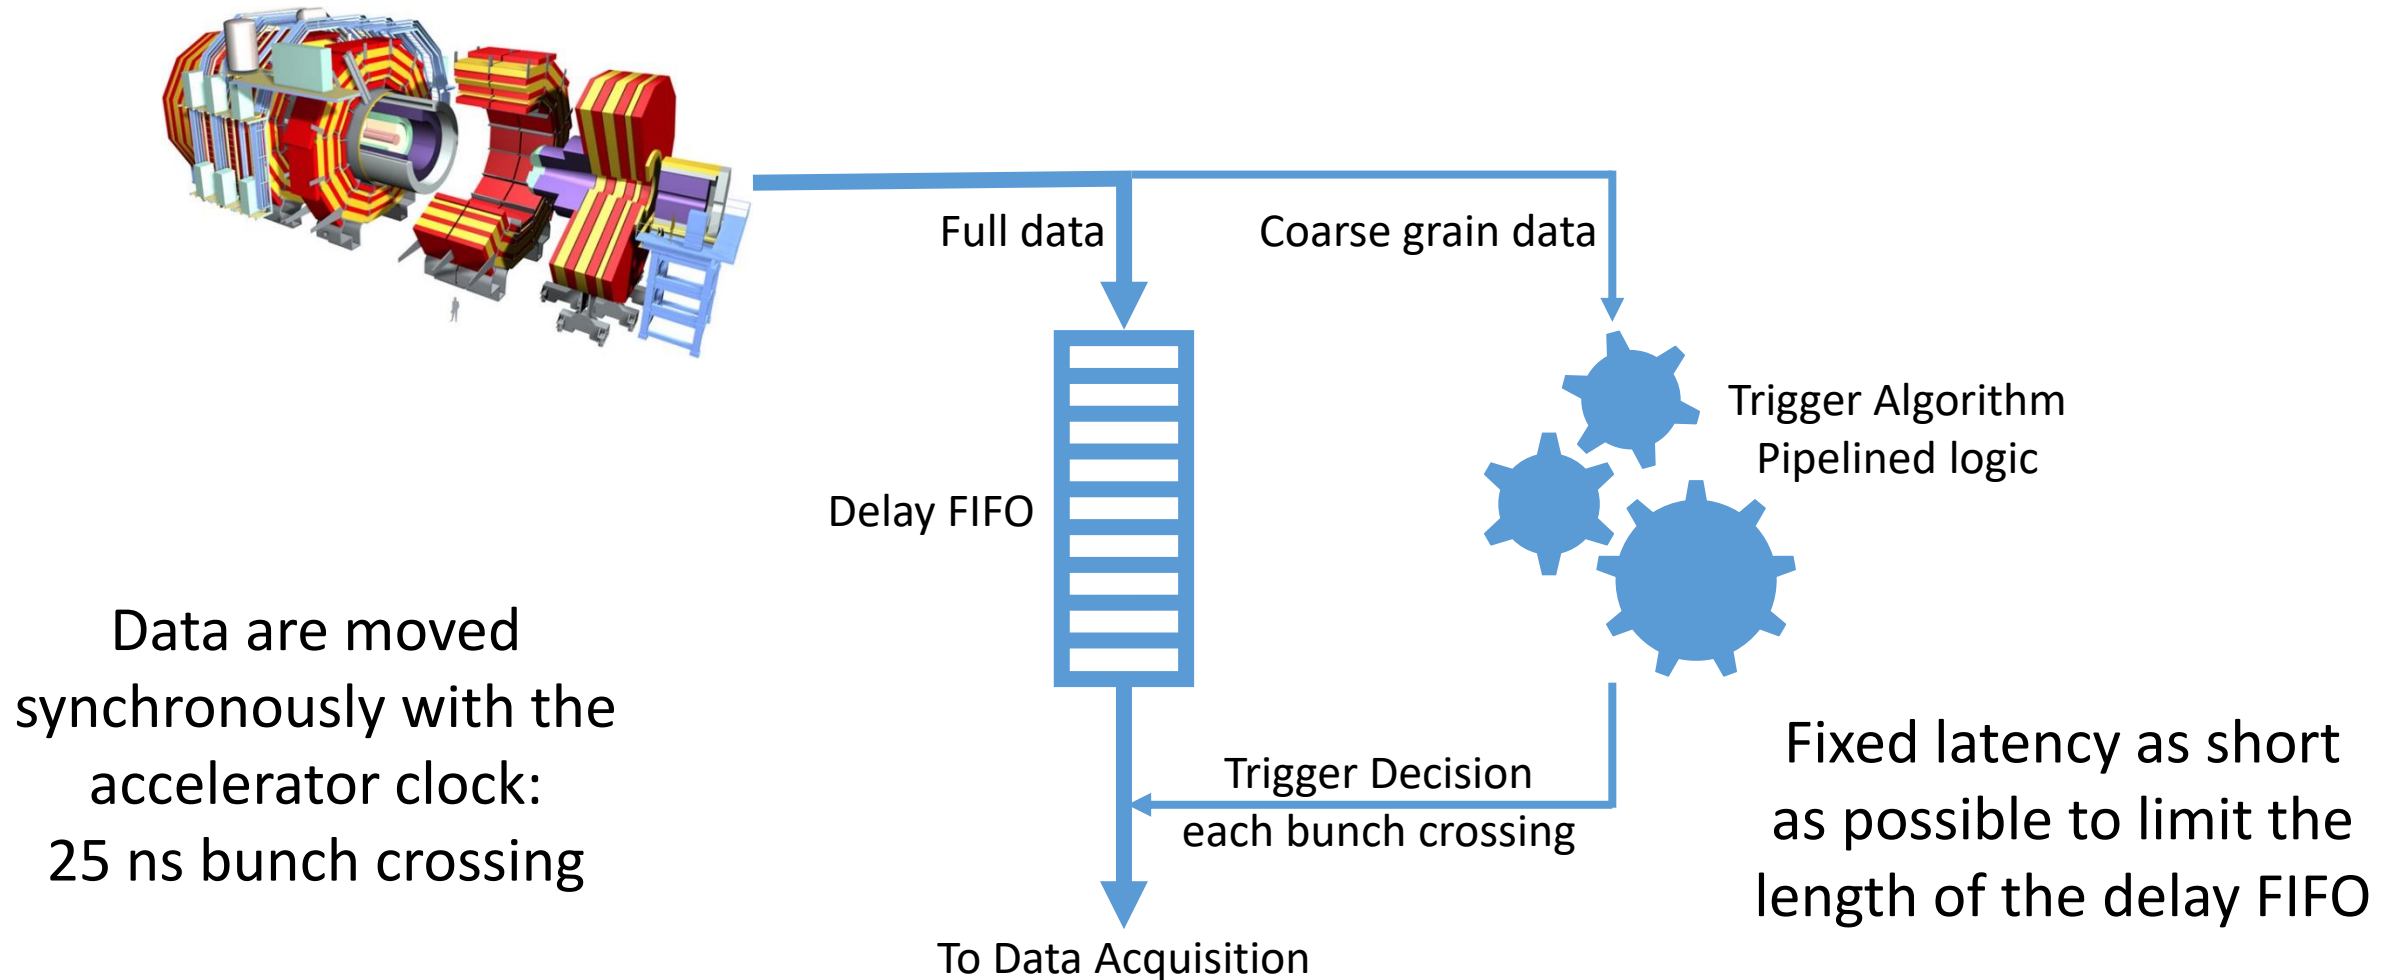 Full data
Coarse grain data
Trigger Algorithm
Pipelined logic
Delay FIFO
Data are moved
synchronously with the
accelerator clock:
25 ns bunch crossing
Trigger Decision
each bunch crossing
Fixed latency as short
as possible to limit the
length of the delay FIFO
To Data Acquisition